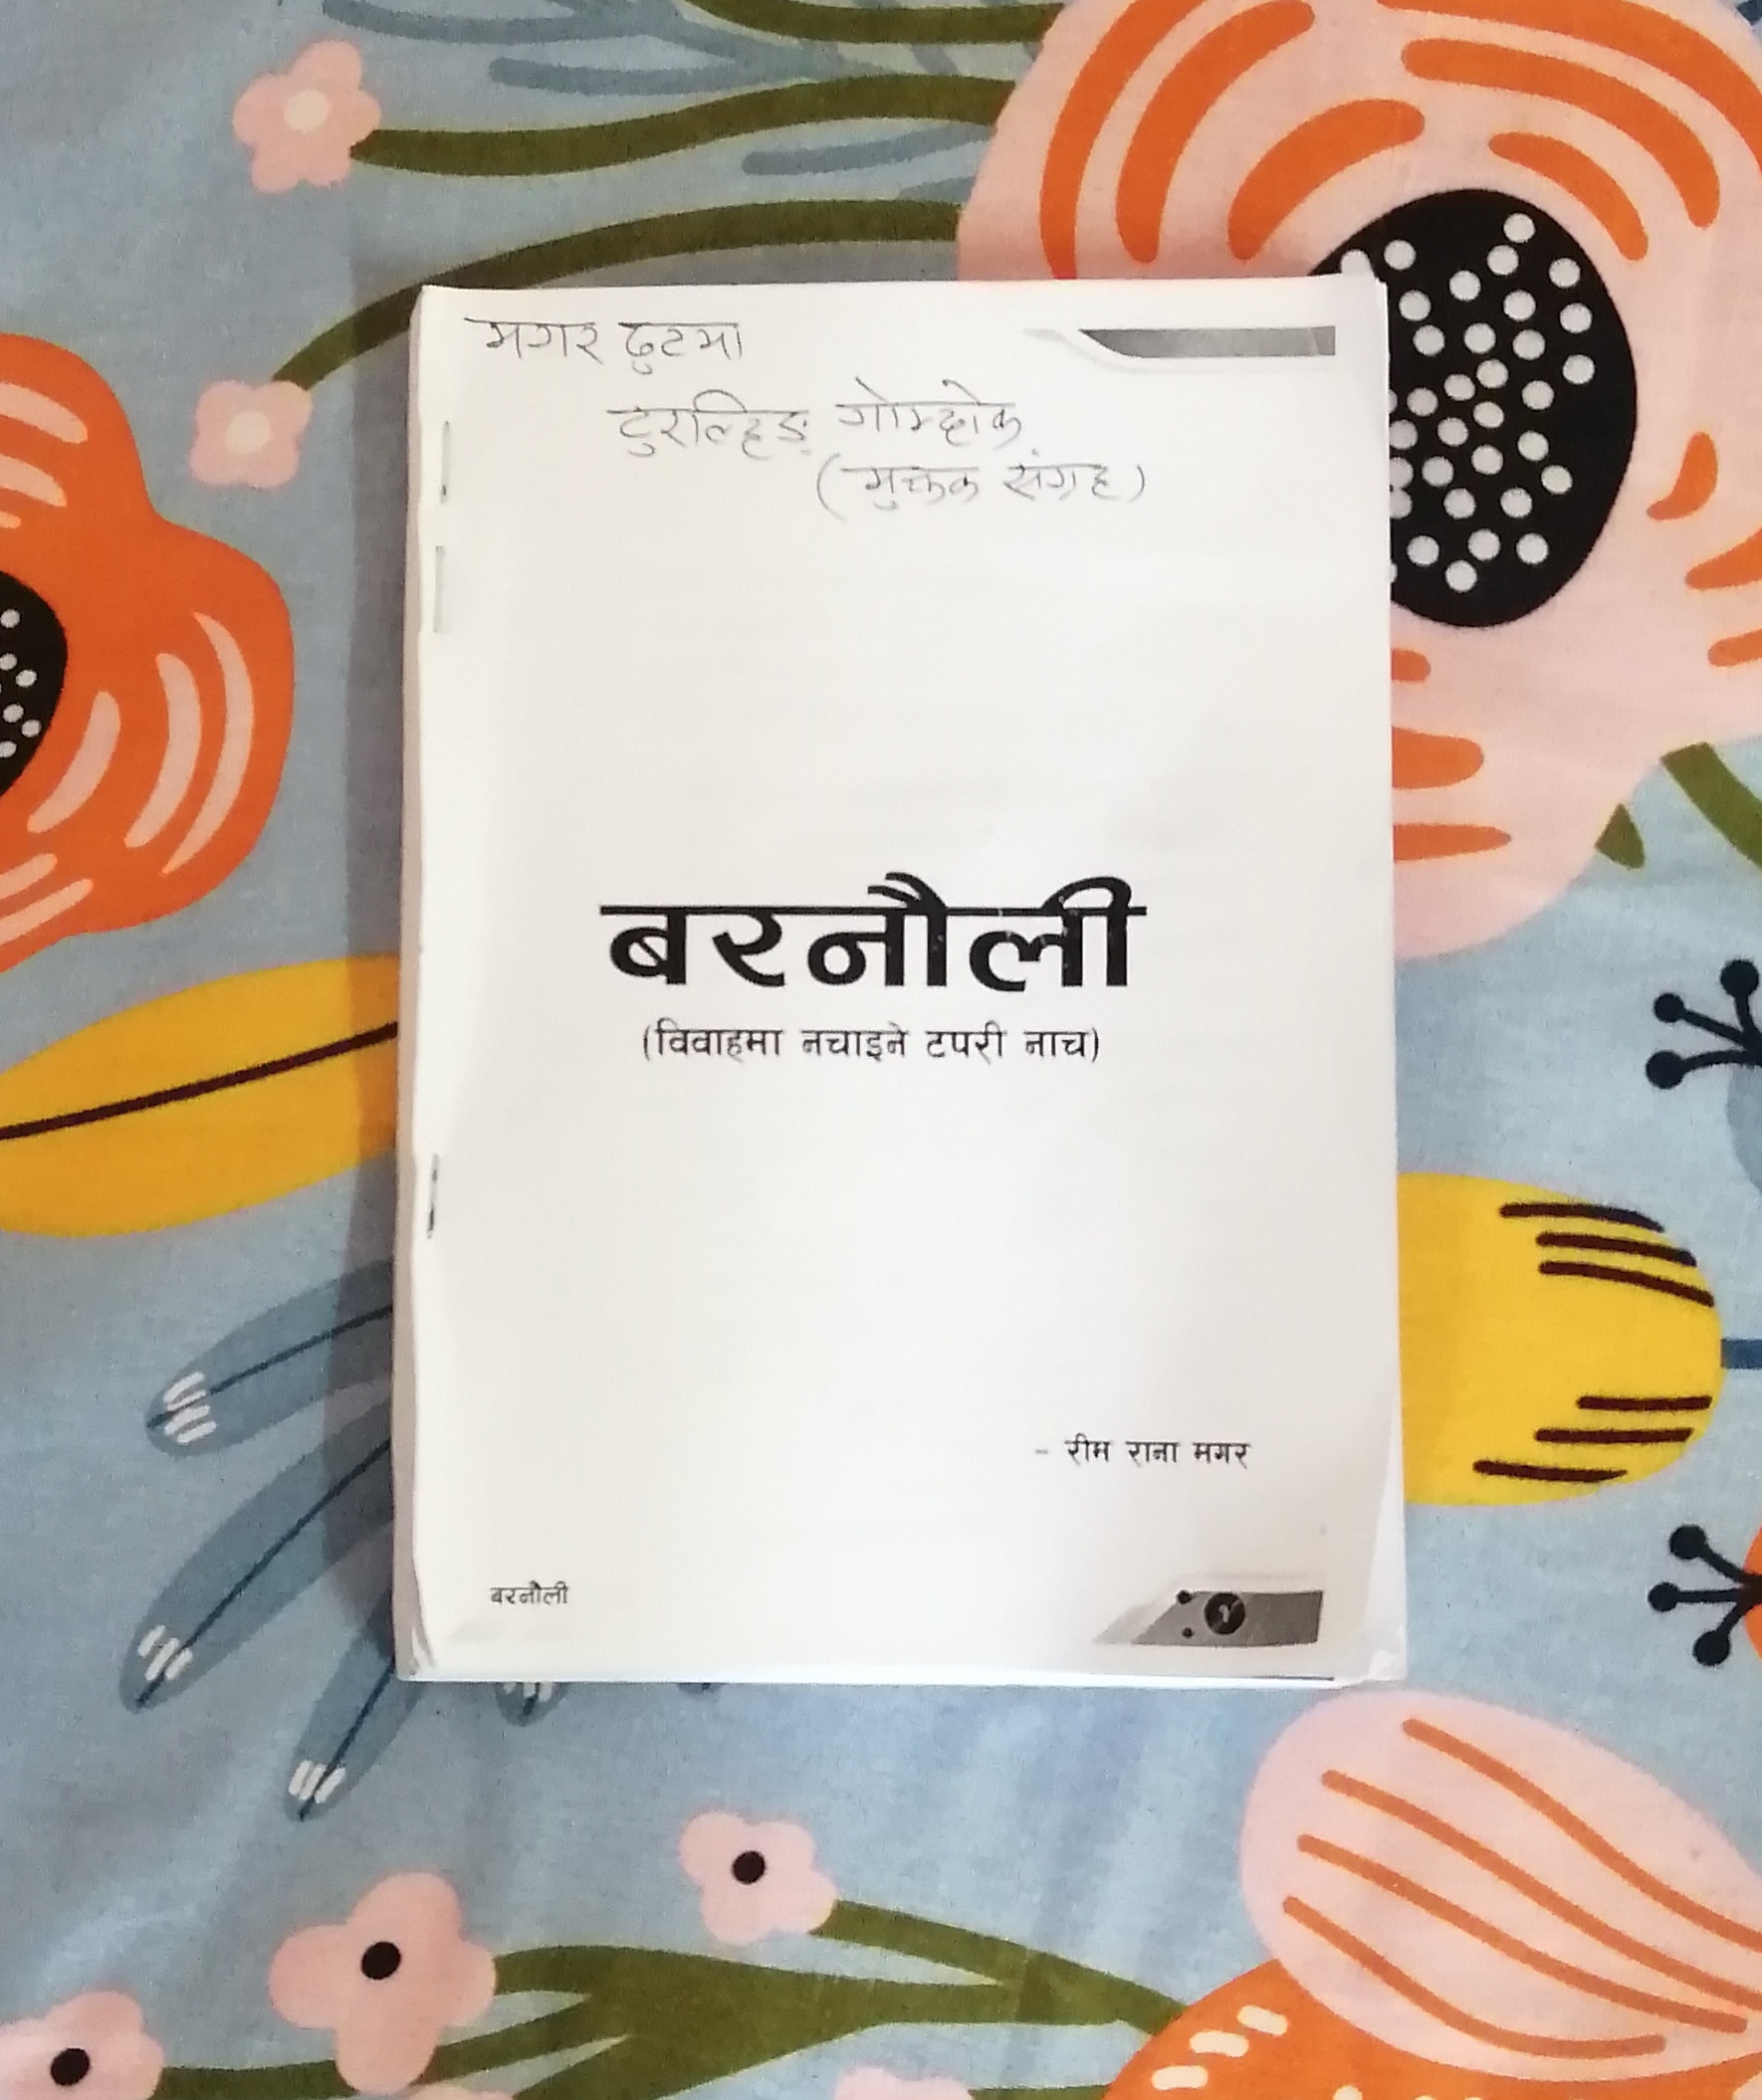 मगर ढुटमा
टुरल्हिङ् गोम्होक
(मुक्तक संग्रह)
बरनौली
(विवाहमा नचाइने टपरी नाच)
- रीम राना मगर
बरनौली